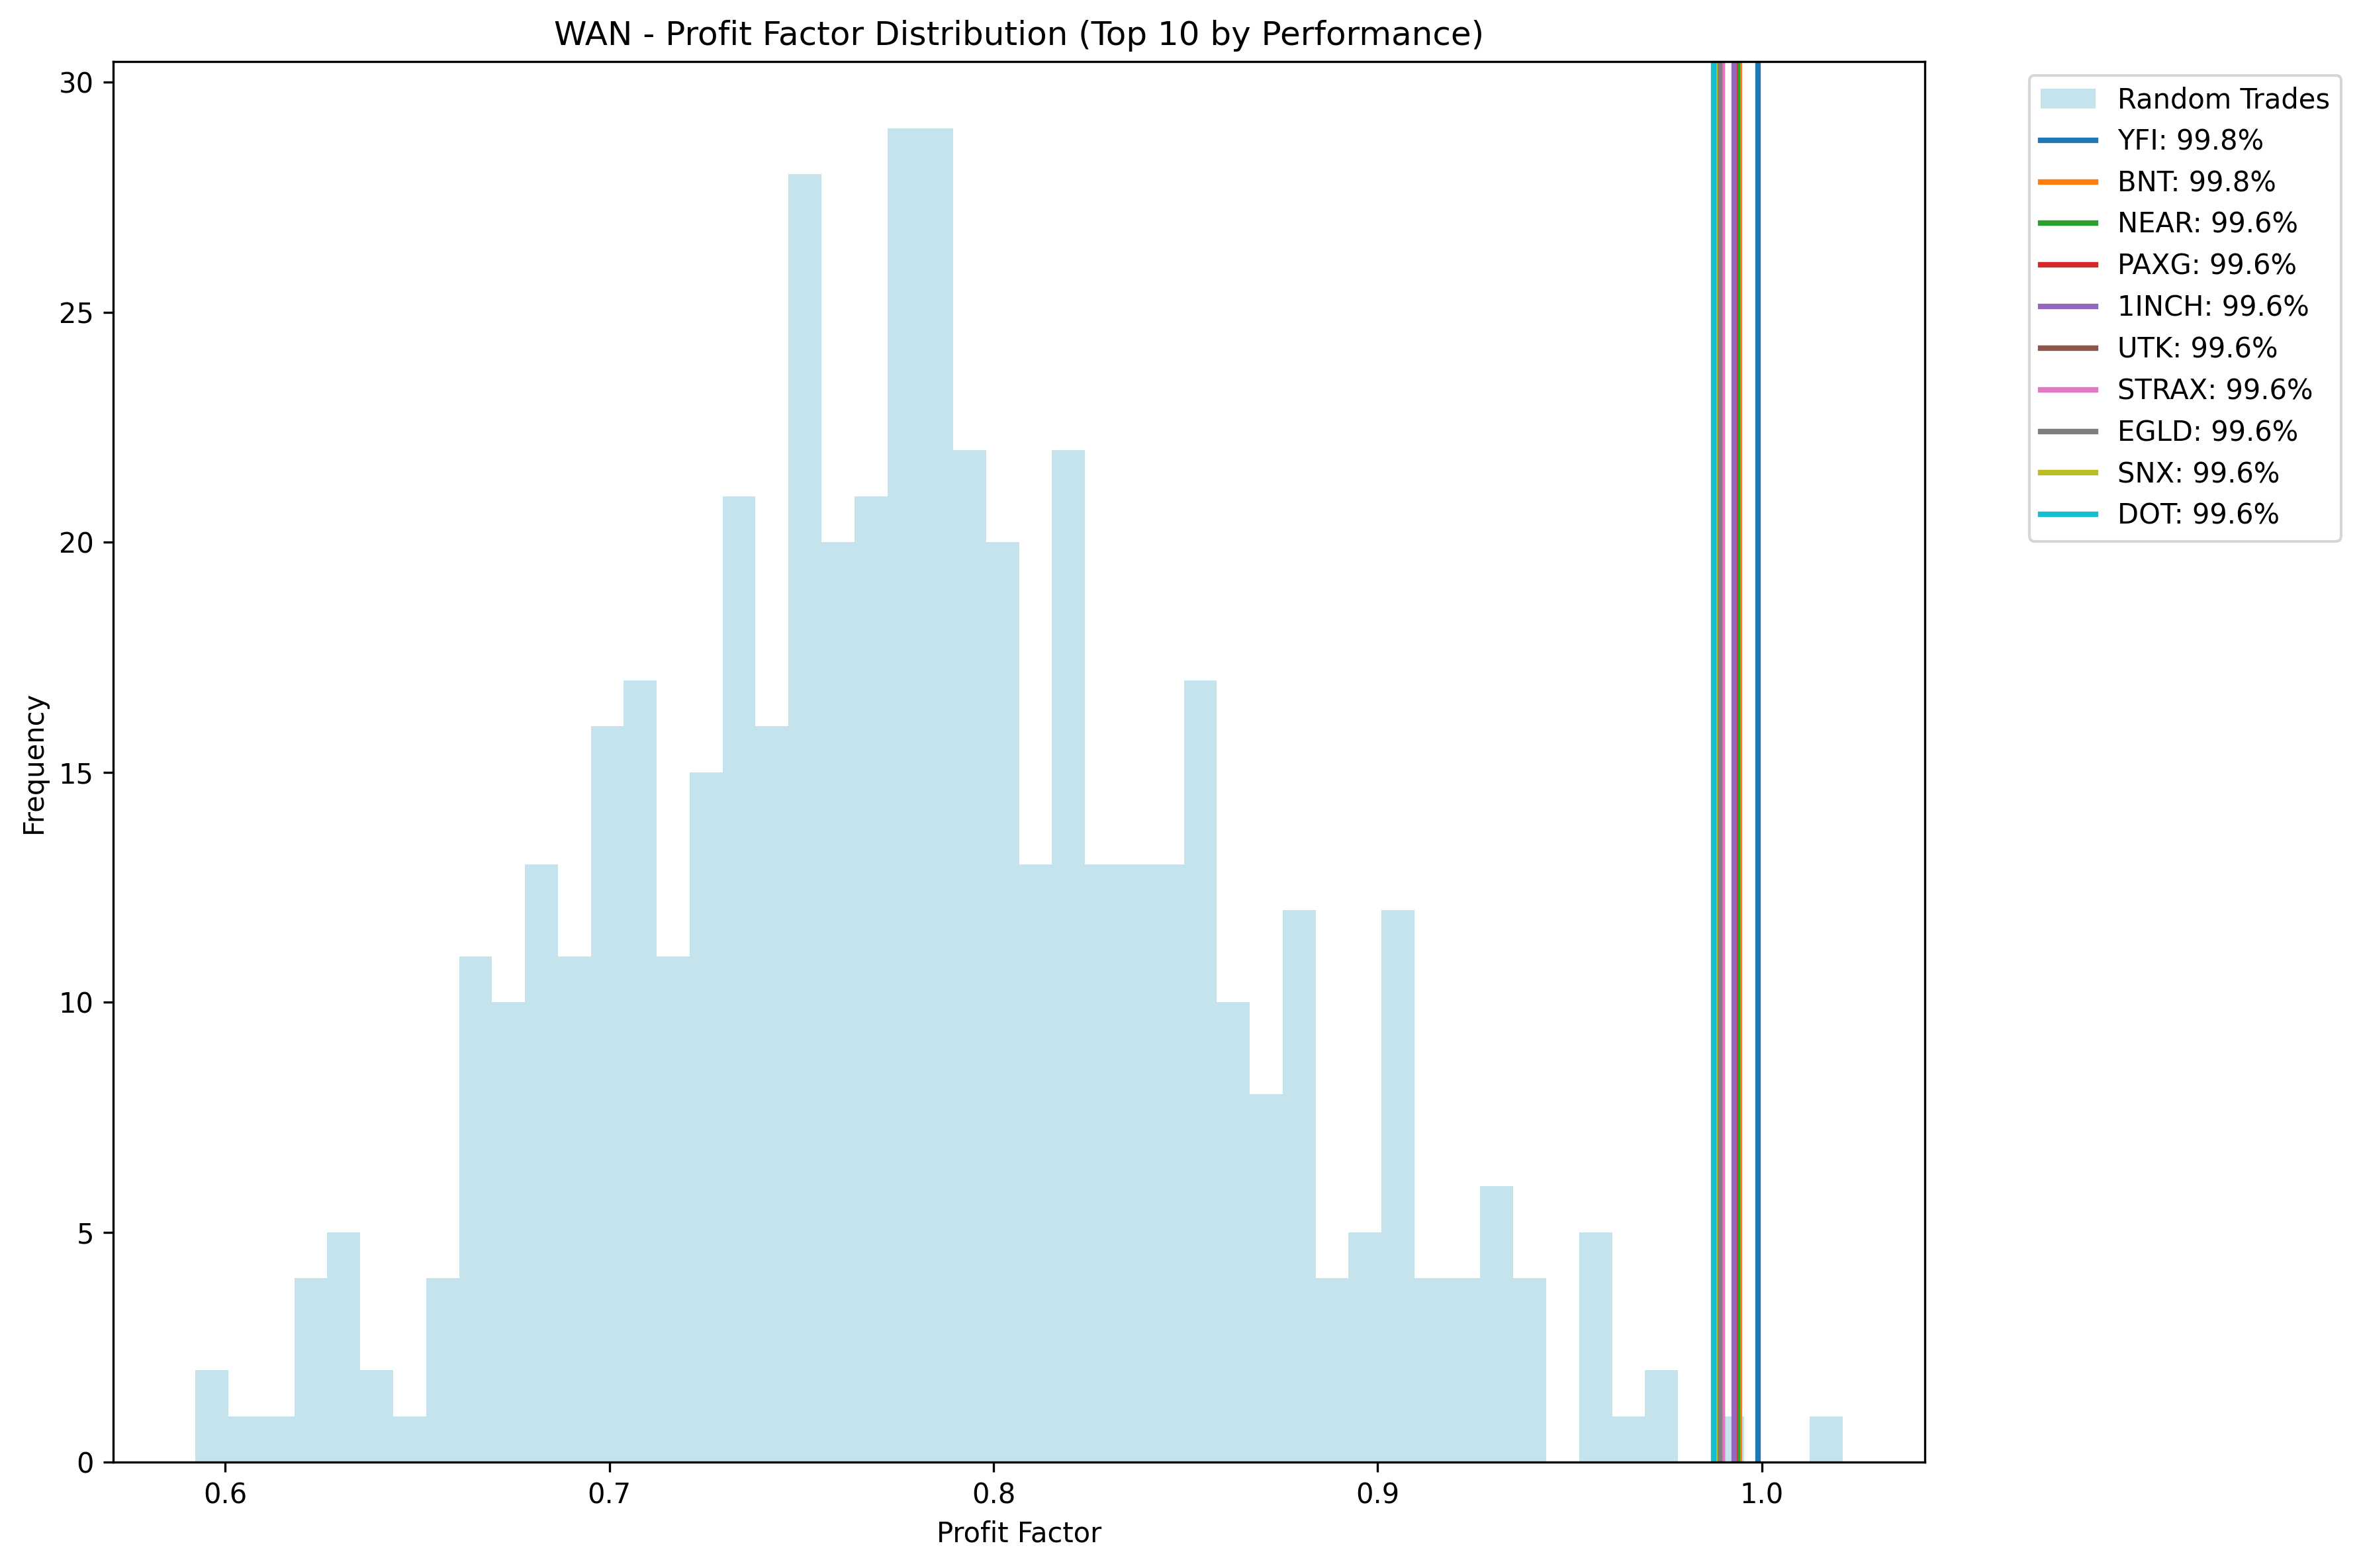 WAN - Profit Factor Distribution (Top 10 by Performance)
30
25
20
15
10
5
0
Frequency
0.6 0.7 0.8 0.9 1.0
Profit Factor
Random Trades
YFI: 99.8%
BNT: 99.8%
NEAR: 99.6%
PAXG: 99.6%
1INCH: 99.6%
UTK: 99.6%
STRAX: 99.6%
EGLD: 99.6%
SNX: 99.6%
DOT: 99.6%